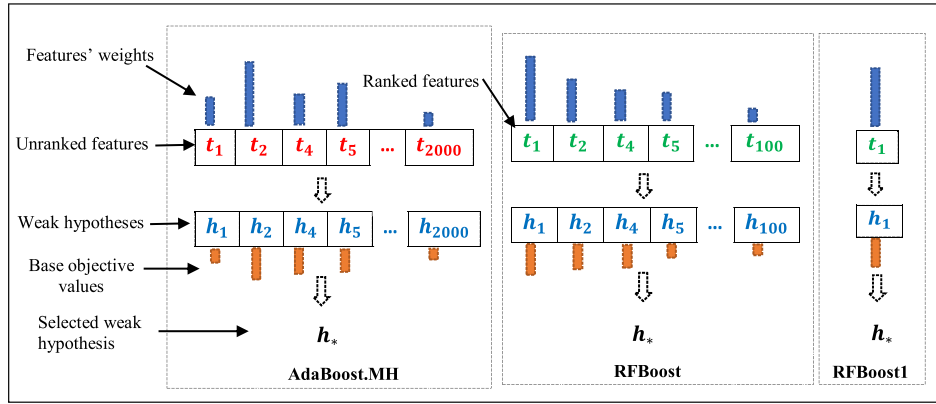 Features' weights
Ranked features
Unranked features
t1 t2 t4 t5 ... t2000
t1 t2 t4 t5 ... t100
t1
Weak hypotheses
h1 h2 h4 h5 ... h2000
h1 h2 h4 h5 ... h100
h1
Base objective
values
Selected weak
hypothesis
h*
h*
h*
AdaBoost.MH
RFBoost
RFBoost1